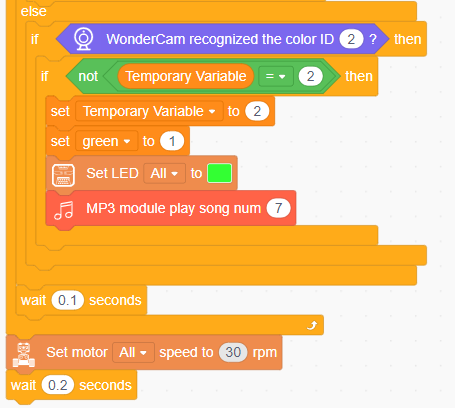 else
if WonderCam recognized the color ID 2 ? then
if not Temporary Variable = 2 then
set Temporary Variable to 2
set green to 1
Set LED All to
MP3 module play song num 7
wait 0.1 seconds
Set motor All speed to 30 rpm
wait 0.2 seconds